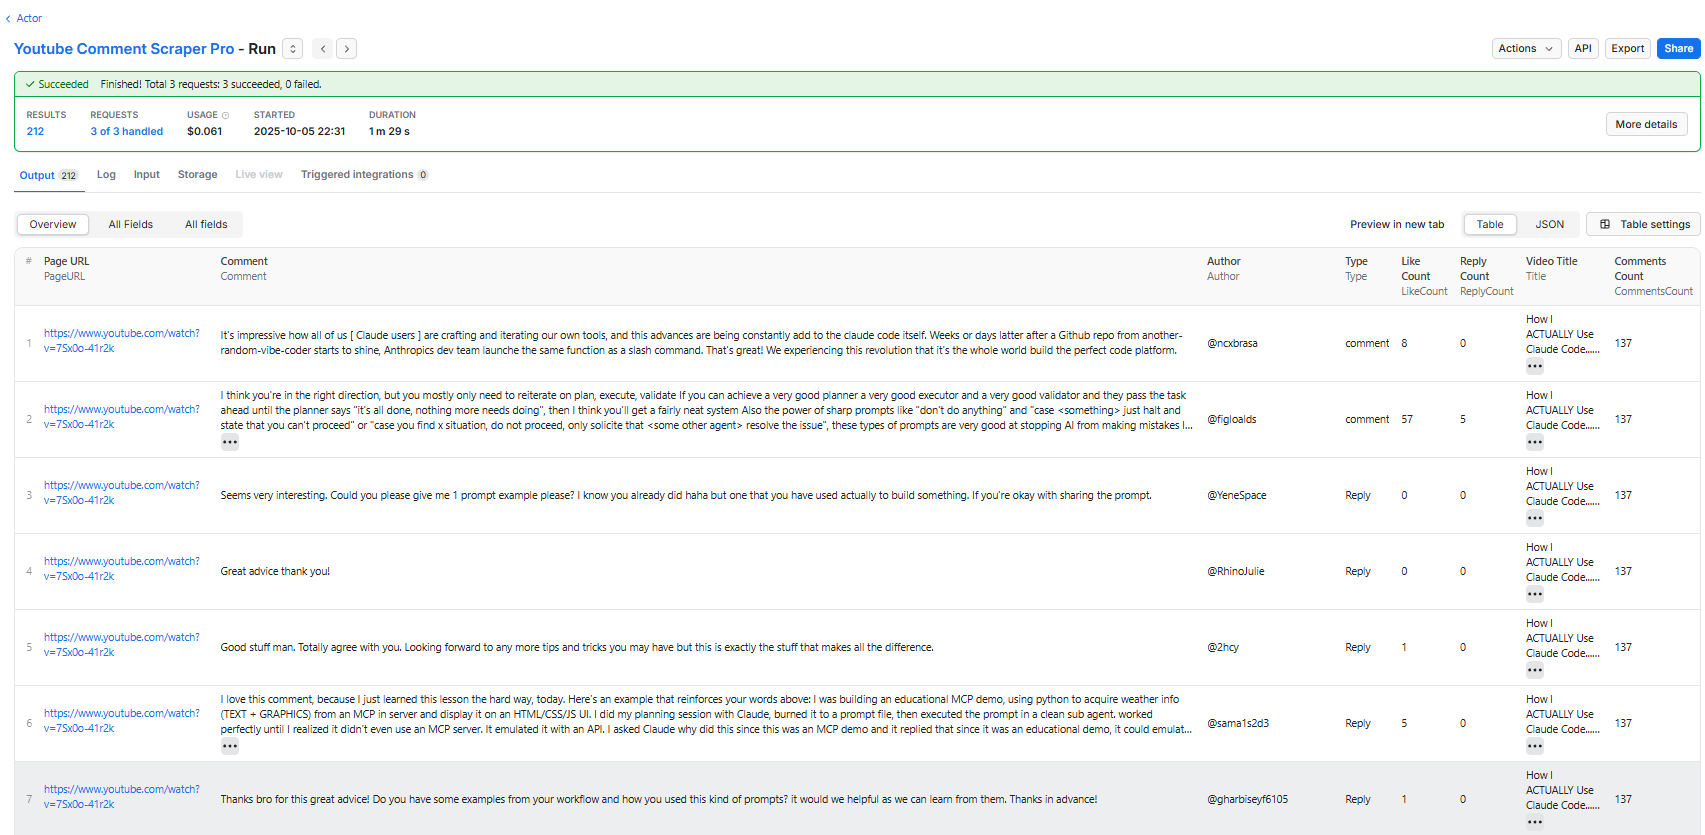 Actor
Youtube Comment Scraper Pro - Run
Actions
API
Export
Share
Succeeded Finished! Total 3 requests: 3 succeeded, 0 failed.
RESULTS REQUESTS USAGE STARTED DURATION
212 3 of 3 handled $0.061 2025-10-05 22:31 1 m 29 s
More details
Output 212 Log Input Storage Live view Triggered integrations 0
Overview All Fields All fields
Preview in new tab Table JSON Table settings
# Page URL Comment Author Type Like Count Reply Count Video Title Comments Count
PageURL Comment Author Type LikeCount ReplyCount Title CommentsCount
1
https://www.youtube.com/watch?
v=7Sx0o-41r2k
It's impressive how all of us [ Claude users ] are crafting and iterating our own tools, and this advances are being constantly add to the claude code itself. Weeks or days latter after a Github repo from another-
random-vibe-coder starts to shine, Anthropics dev team launche the same function as a slash command. That's great! We experiencing this revolution that it's the whole world build the perfect code platform.
@ncxbrasa
comment
8
0
How I
ACTUALLY Use
Claude Code......
•••
137
2
https://www.youtube.com/watch?
v=7Sx0o-41r2k
I think you're in the right direction, but you mostly only need to reiterate on plan, execute, validate If you can achieve a very good planner a very good executor and a very good validator and they pass the task
ahead until the planner says "it's all done, nothing more needs doing", then I think you'll get a fairly neat system Also the power of sharp prompts like "don't do anything" and "case <something> just halt and
state that you can't proceed" or "case you find x situation, do not proceed, only solicite that <some other agent> resolve the issue", these types of prompts are very good at stopping AI from making mistakes I...
•••
@figloalds
comment
57
5
How I
ACTUALLY Use
Claude Code......
•••
137
3
https://www.youtube.com/watch?
v=7Sx0o-41r2k
Seems very interesting. Could you please give me 1 prompt example please? I know you already did haha but one that you have used actually to build something. If you're okay with sharing the prompt.
@YeneSpace
Reply
0
0
How I
ACTUALLY Use
Claude Code......
•••
137
4
https://www.youtube.com/watch?
v=7Sx0o-41r2k
Great advice thank you!
@RhinoJulie
Reply
0
0
How I
ACTUALLY Use
Claude Code......
•••
137
5
https://www.youtube.com/watch?
v=7Sx0o-41r2k
Good stuff man. Totally agree with you. Looking forward to any more tips and tricks you may have but this is exactly the stuff that makes all the difference.
@2hcy
Reply
1
0
How I
ACTUALLY Use
Claude Code......
•••
137
6
https://www.youtube.com/watch?
v=7Sx0o-41r2k
I love this comment, because I just learned this lesson the hard way, today. Here's an example that reinforces your words above: I was building an educational MCP demo, using python to acquire weather info
(TEXT + GRAPHICS) from an MCP in server and display it on an HTML/CSS/JS UI. I did my planning session with Claude, burned it to a prompt file, then executed the prompt in a clean sub agent. worked
perfectly until I realized it didn't even use an MCP server. It emulated it with an API. I asked Claude why did this since this was an MCP demo and it replied that since it was an educational demo, it could emulat...
•••
@sama1s2d3
Reply
5
0
How I
ACTUALLY Use
Claude Code......
•••
137
7
https://www.youtube.com/watch?
v=7Sx0o-41r2k
Thanks bro for this great advice! Do you have some examples from your workflow and how you used this kind of prompts? it would we helpful as we can learn from them. Thanks in advance!
@gharbiseyf6105
Reply
1
0
How I
ACTUALLY Use
Claude Code......
•••
137